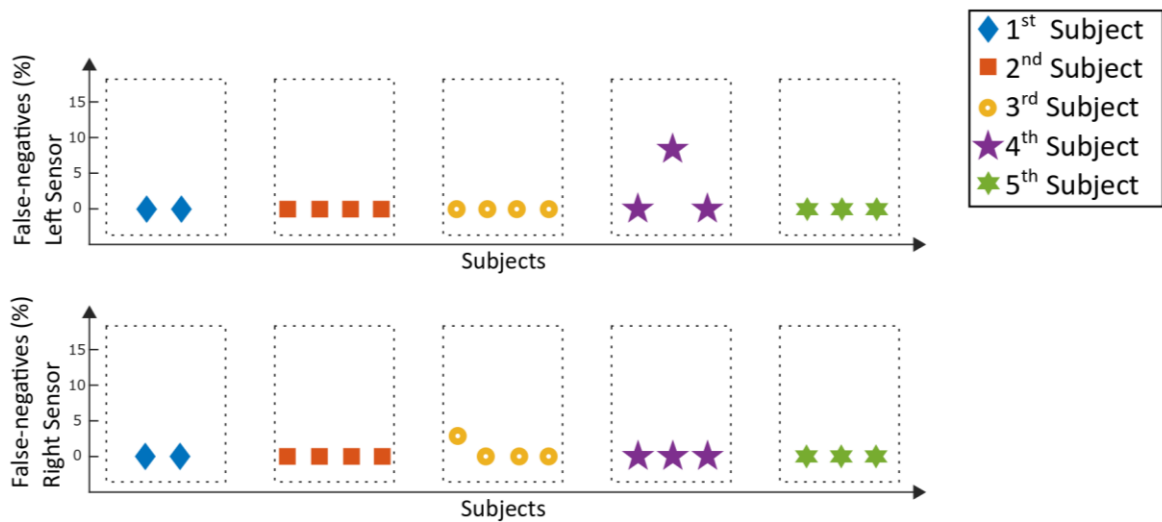 1st Subject
2nd Subject
3rd Subject
4th Subject
5th Subject
False-negatives (%)
Left Sensor
15
10
5
0
Subjects
False-negatives (%)
Right Sensor
15
10
5
0
Subjects